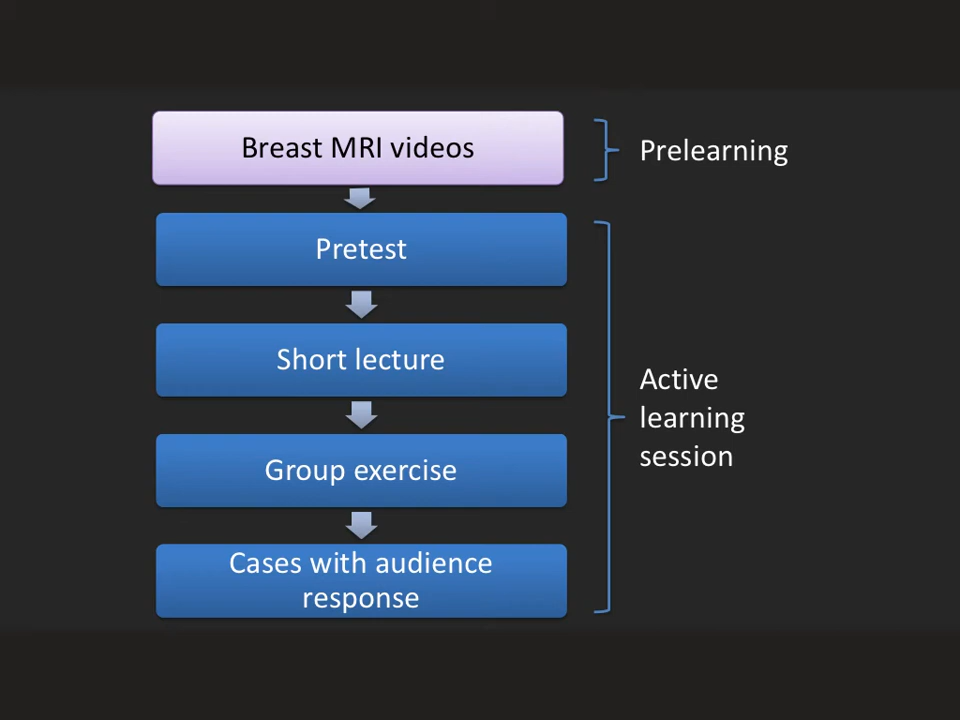 Breast MRI videos
Prelearning
Pretest
Short lecture
Active
learning
session
Group exercise
Cases with audience
response